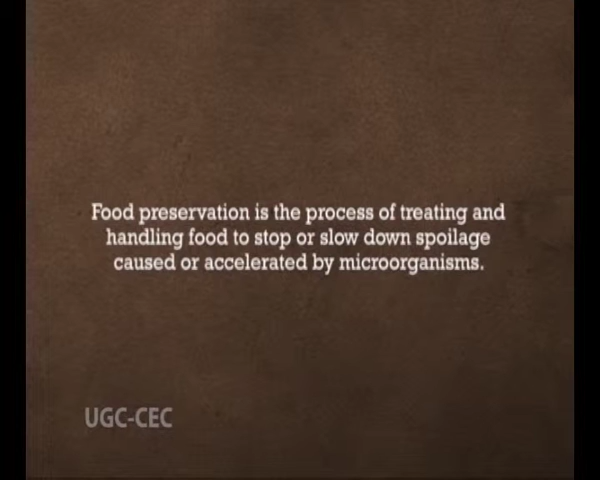 Food preservation is the process of treating and
handling food to stop or slow down spoilage
caused or accelerated by microorganisms.
UGC-CEC